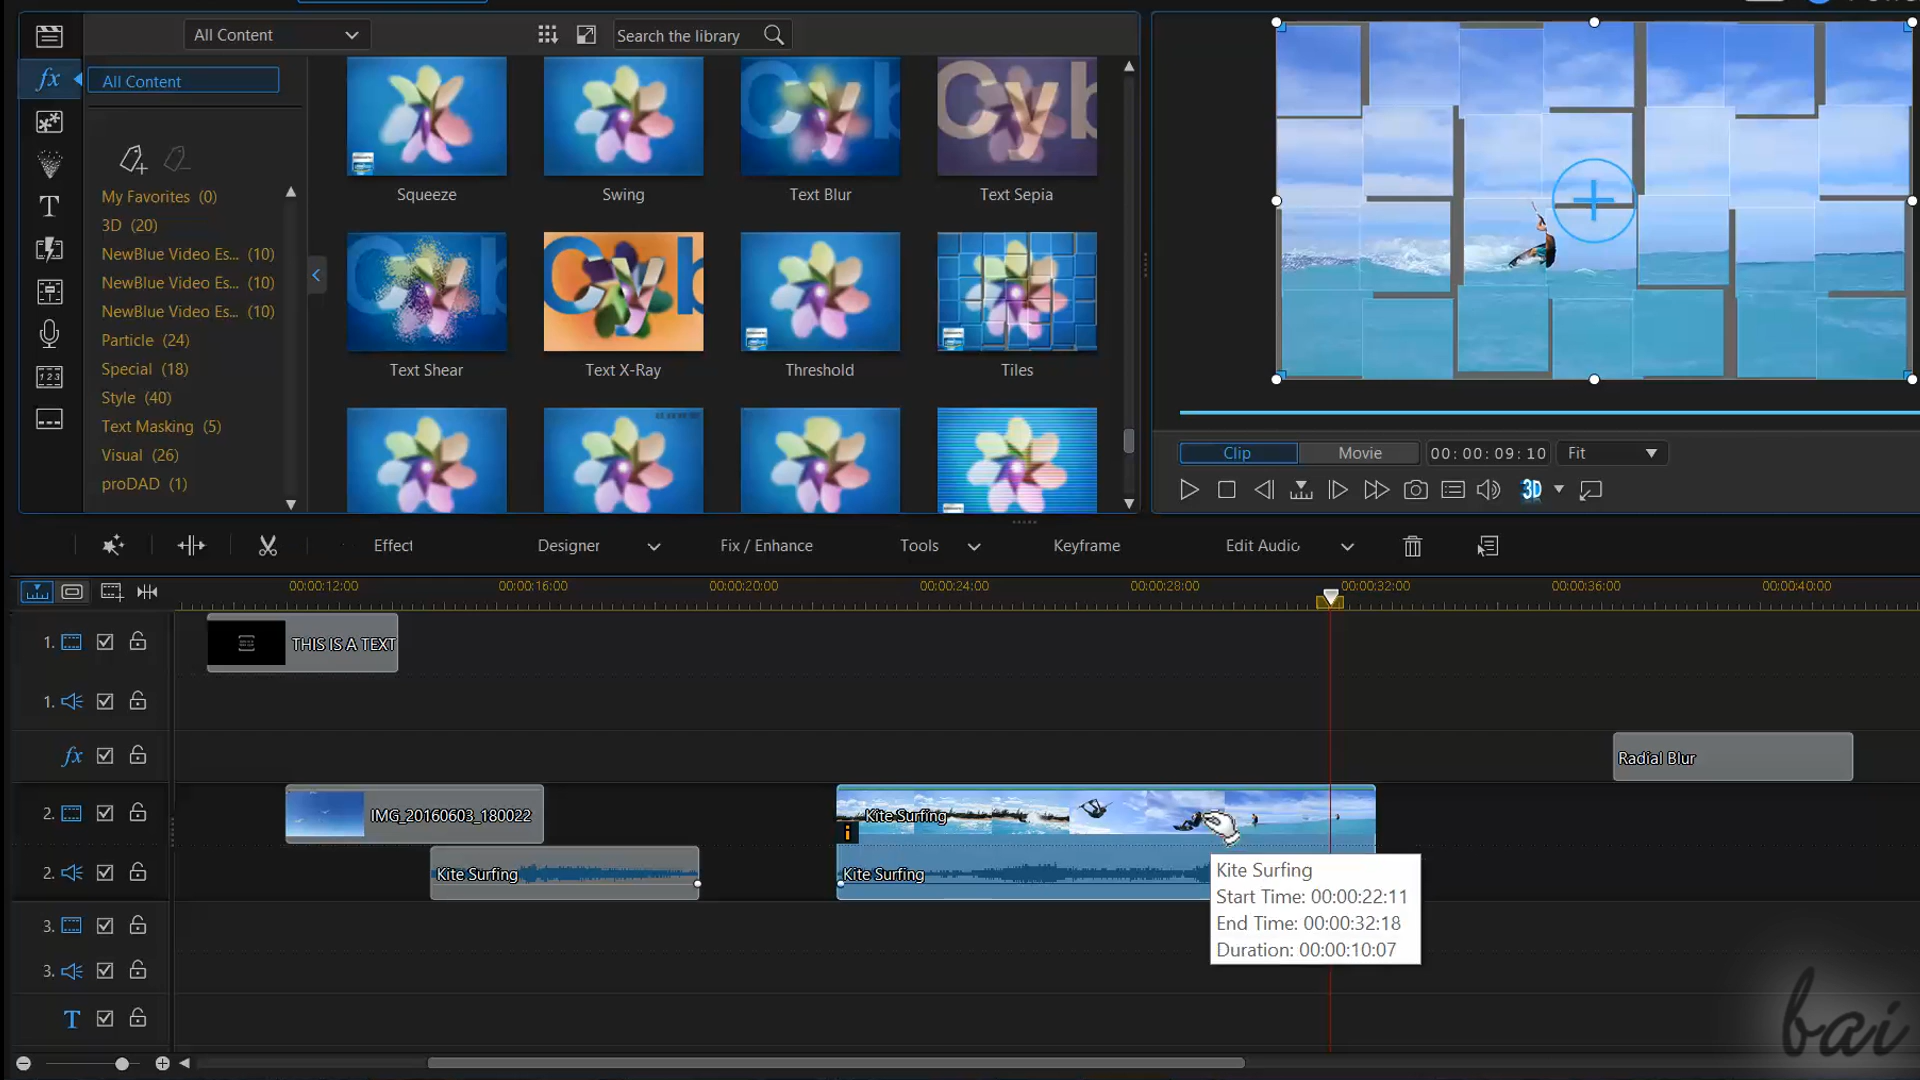 All Content
Search the library
fx
All Content
My Favorites (0)
3D (20)
NewBlue Video Es... (10)
NewBlue Video Es... (10)
NewBlue Video Es... (10)
Particle (24)
Special (18)
Style (40)
Text Masking (5)
Visual (26)
proDAD (1)
Squeeze
Swing
Cyb
Text Blur
Cyb
Text Sepia
Cyb
Text Shear
Cyb
Text X-Ray
Threshold
Tiles
Clip
Movie
00:00:09:10
Fit
3D
Effect
Designer
Fix / Enhance
Tools
Keyframe
Edit Audio
00:00:12:00
00:00:16:00
00:00:20:00
00:00:24:00
00:00:28:00
00:00:32:00
00:00:36:00
00:00:40:00
1.
THIS IS A TEXT
1.
fx
Radial Blur
2.
IMG_20160603_180022
Kite Surfing
2.
Kite Surfing
Kite Surfing
Kite Surfing
Start Time: 00:00:22:11
End Time: 00:00:32:18
Duration: 00:00:10:07
3.
3.
T
bai